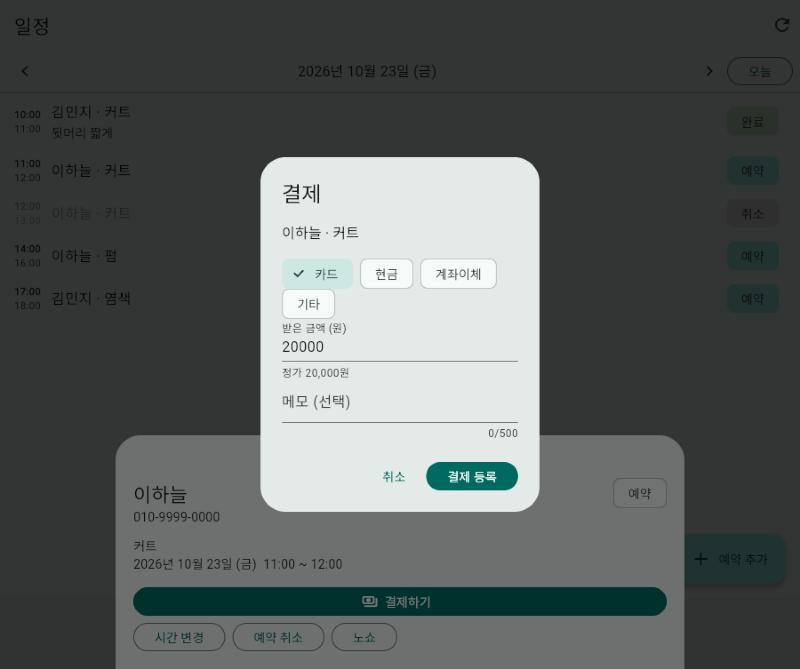 일정
2026년 10월 23일 (금)
오늘
10:00
11:00
김민지 · 커트
뒷머리 짧게
완료
11:00
12:00
이하늘 · 커트
예약
12:00
13:00
이하늘 · 커트
취소
14:00
16:00
이하늘 · 펌
예약
17:00
18:00
김민지 · 염색
예약
결제
이하늘 · 커트
카드
현금
계좌이체
기타
받은 금액 (원)
20000
정가 20,000원
메모 (선택)
0/500
취소
결제 등록
이하늘
예약
010-9999-0000
커트
2026년 10월 23일 (금) 11:00 ~ 12:00
예약 추가
결제하기
시간 변경
예약 취소
노쇼